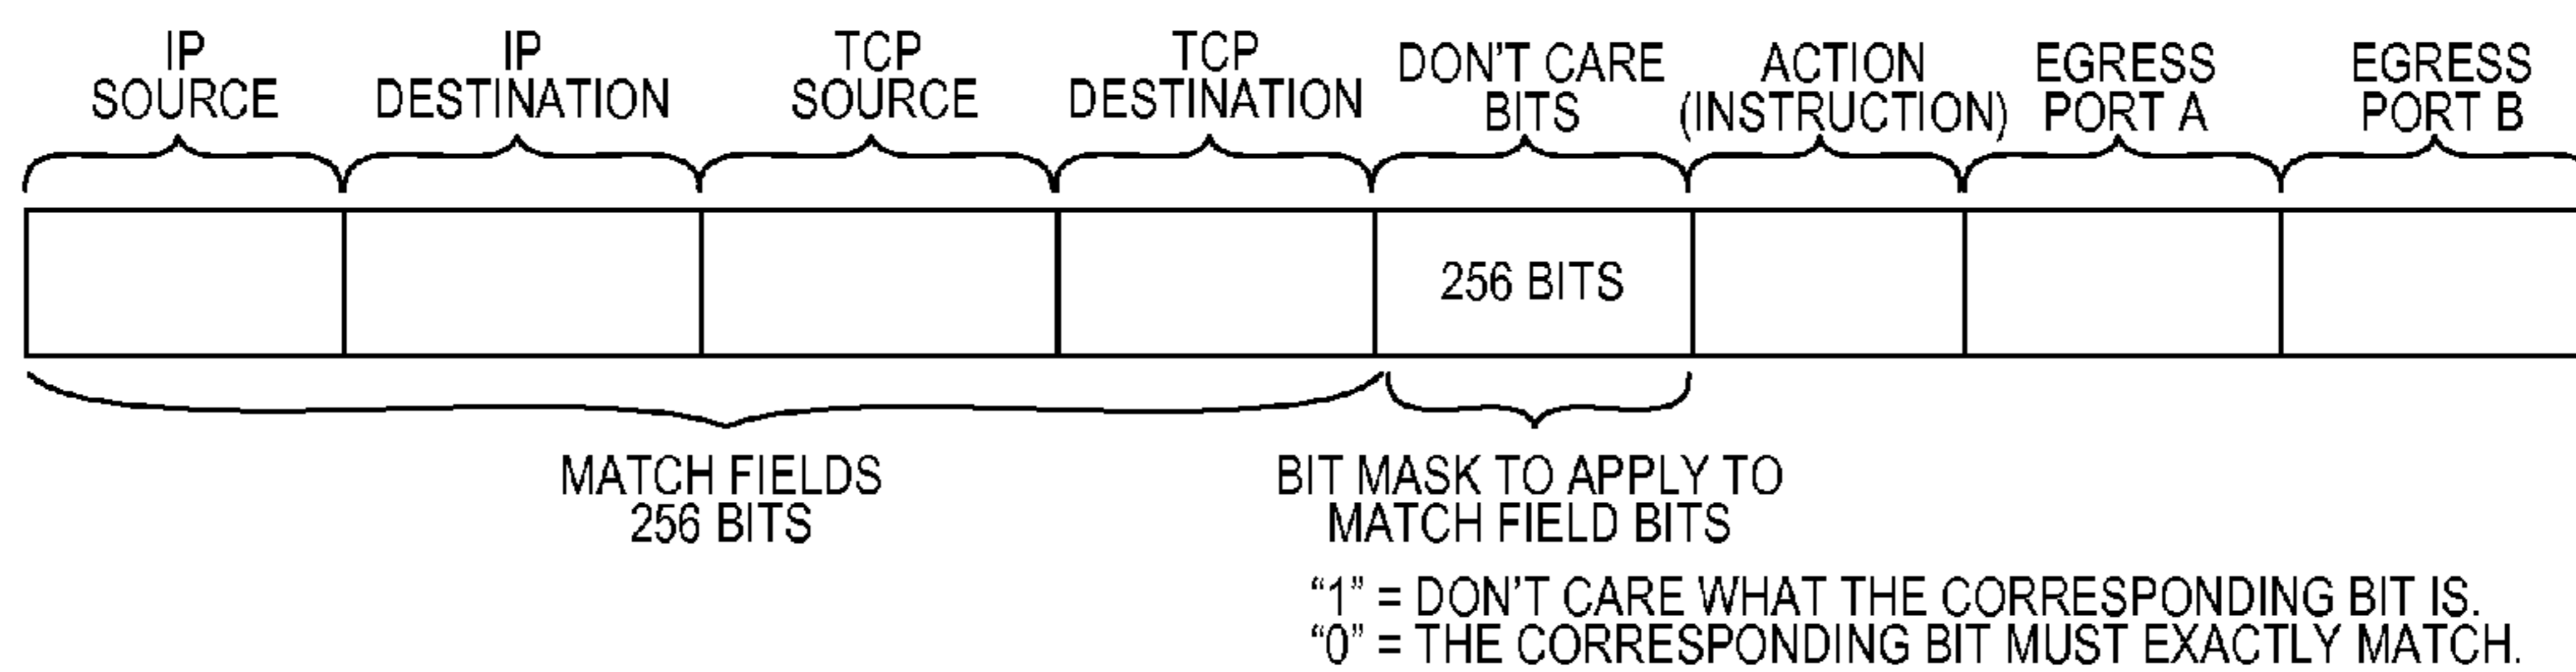 IP
SOURCE
IP
DESTINATION
TCP
SOURCE
TCP
DESTINATION
DON'T CARE
BITS
ACTION
(INSTRUCTION)
EGRESS
PORT A
EGRESS
PORT B
256 BITS
MATCH FIELDS
256 BITS
BIT MASK TO APPLY TO
MATCH FIELD BITS
“1” = DON'T CARE WHAT THE CORRESPONDING BIT IS.
“0” = THE CORRESPONDING BIT MUST EXACTLY MATCH.